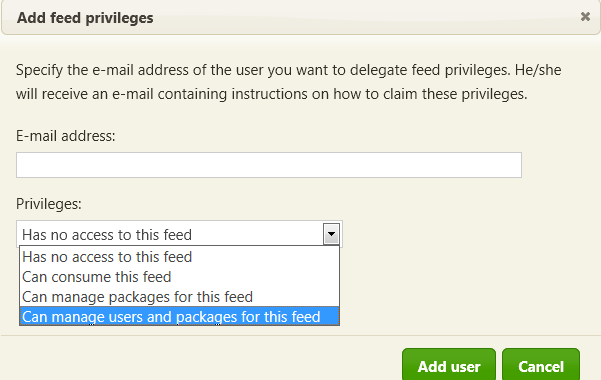 Add feed privileges
Specify the e-mail address of the user you want to delegate feed privileges. He/she
will receive an e-mail containing instructions on how to claim these privileges.
E-mail address:
Privileges:
Has no access to this feed
Has no access to this feed
Can consume this feed
Can manage packages for this feed
Can manage users and packages for this feed
Add user Cancel